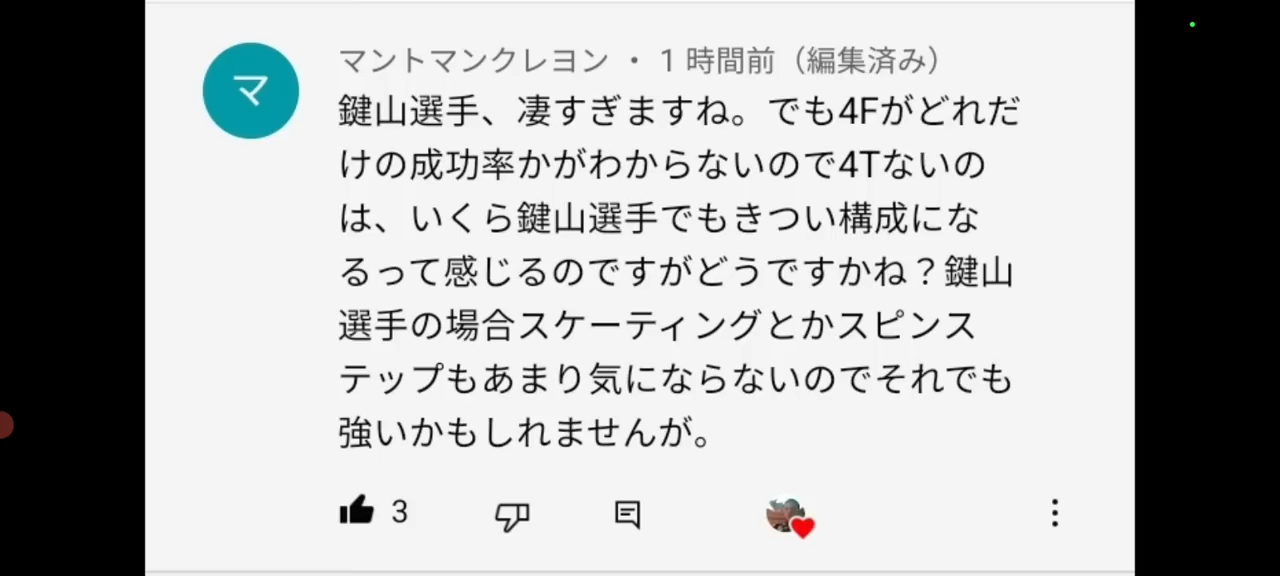 マ
マントマンクレヨン ・ 1 時間前（編集済み）
鍵山選手、凄すぎますね。でも4Fがどれだ
けの成功率かがわからないので4Tないの
は、いくら鍵山選手でもきつい構成にな
るって感じるのですがどうですかね？鍵山
選手の場合スケーティングとかスピンス
テップもあまり気にならないのでそれでも
強いかもしれませんが。
3